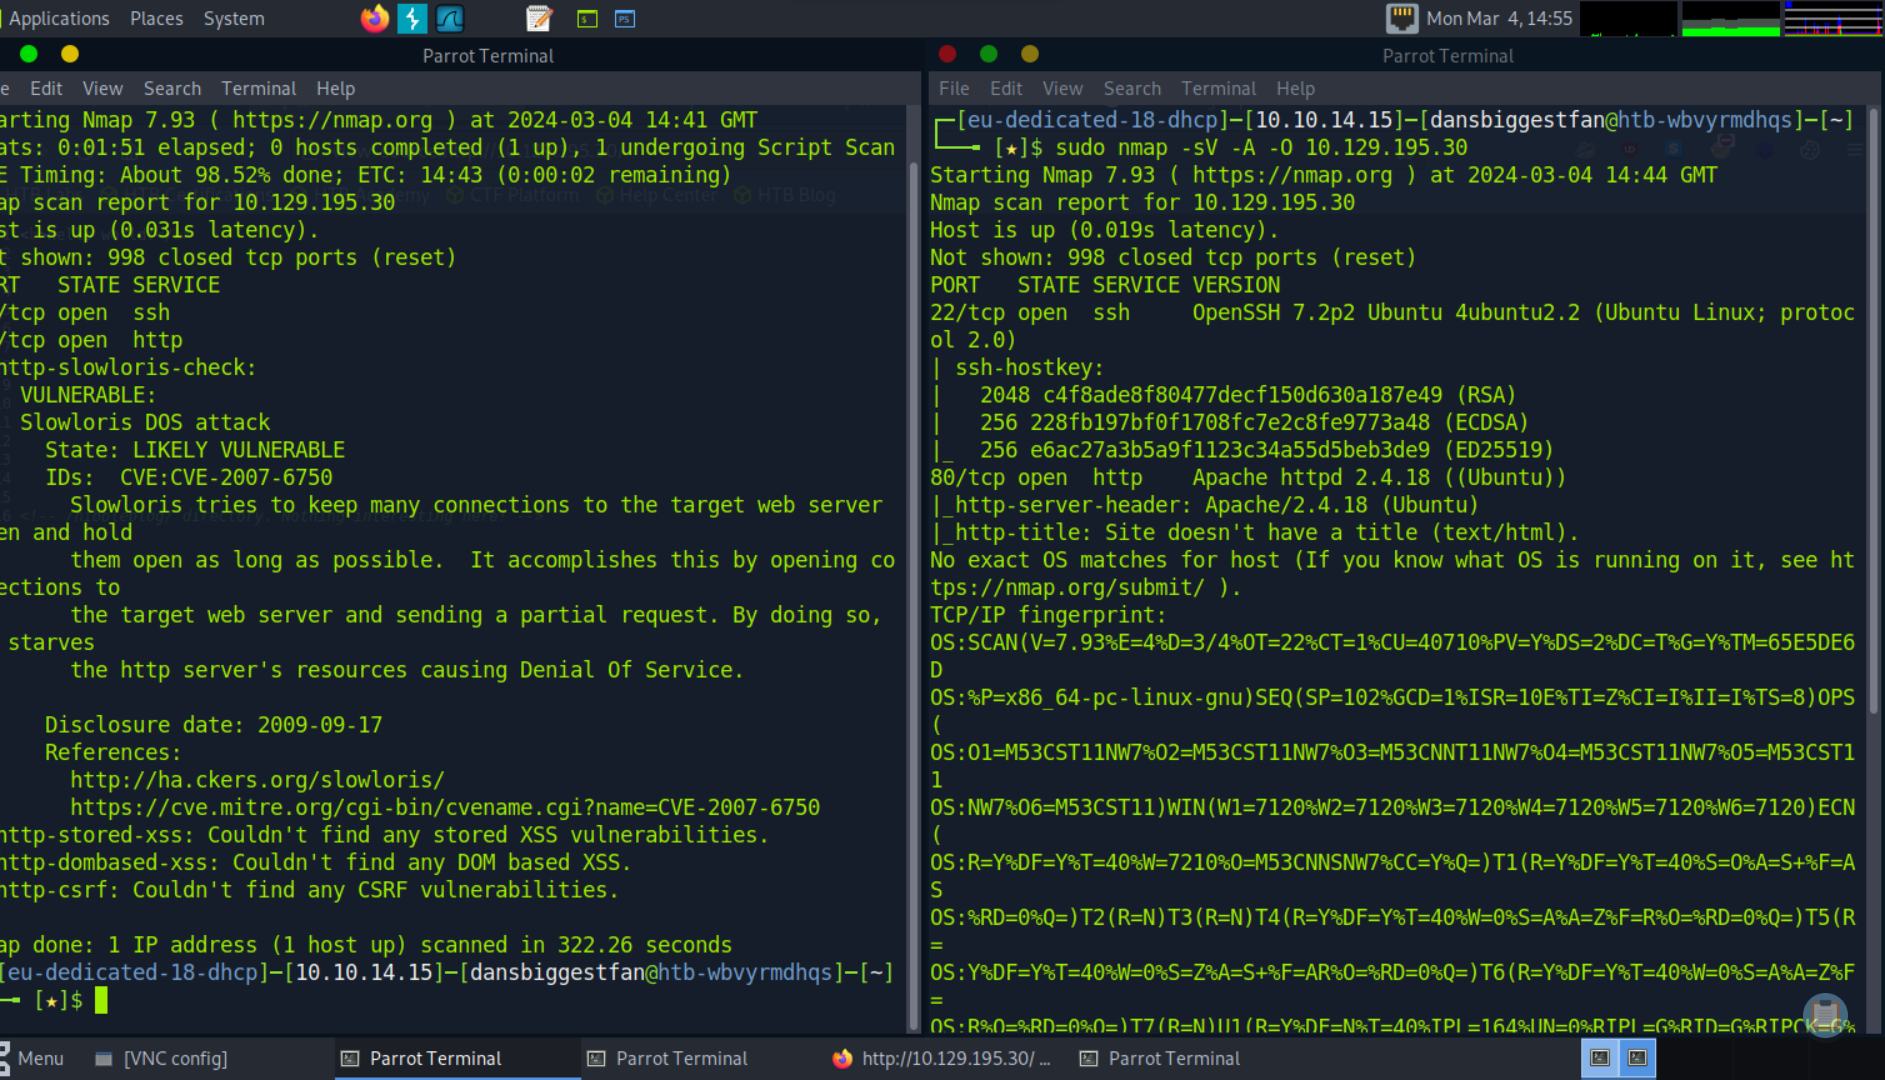 Applications Places System
Mon Mar 4, 14:55
Parrot Terminal
e Edit View Search Terminal Help
arting Nmap 7.93 ( https://nmap.org ) at 2024-03-04 14:41 GMT
ats: 0:01:51 elapsed; 0 hosts completed (1 up), 1 undergoing Script Scan
E Timing: About 98.52% done; ETC: 14:43 (0:00:02 remaining)
ap scan report for 10.129.195.30
st is up (0.031s latency).
t shown: 998 closed tcp ports (reset)
RT STATE SERVICE
/tcp open ssh
/tcp open http
http-slowloris-check:
VULNERABLE:
Slowloris DOS attack
State: LIKELY VULNERABLE
IDs: CVE:CVE-2007-6750
Slowloris tries to keep many connections to the target web server
en and hold
them open as long as possible. It accomplishes this by opening co
ections to
the target web server and sending a partial request. By doing so,
starves
the http server's resources causing Denial Of Service.
Disclosure date: 2009-09-17
References:
http://ha.ckers.org/slowloris/
https://cve.mitre.org/cgi-bin/cvename.cgi?name=CVE-2007-6750
http-stored-xss: Couldn't find any stored XSS vulnerabilities.
http-dombased-xss: Couldn't find any DOM based XSS.
http-csrf: Couldn't find any CSRF vulnerabilities.
ap done: 1 IP address (1 host up) scanned in 322.26 seconds
[eu-dedicated-18-dhcp]─[10.10.14.15]─[dansbiggestfan@htb-wbvyrmdhqs]─[~]
[★]$
Parrot Terminal
File Edit View Search Terminal Help
[eu-dedicated-18-dhcp]─[10.10.14.15]─[dansbiggestfan@htb-wbvyrmdhqs]─[~]
[★]$ sudo nmap -sV -A -O 10.129.195.30
Starting Nmap 7.93 ( https://nmap.org ) at 2024-03-04 14:44 GMT
Nmap scan report for 10.129.195.30
Host is up (0.019s latency).
Not shown: 998 closed tcp ports (reset)
PORT STATE SERVICE VERSION
22/tcp open ssh OpenSSH 7.2p2 Ubuntu 4ubuntu2.2 (Ubuntu Linux; protoc
ol 2.0)
| ssh-hostkey:
| 2048 c4f8ade8f80477decf150d630a187e49 (RSA)
| 256 228fb197bf0f1708fc7e2c8fe9773a48 (ECDSA)
|_ 256 e6ac27a3b5a9f1123c34a55d5beb3de9 (ED25519)
80/tcp open http Apache httpd 2.4.18 ((Ubuntu))
|_http-server-header: Apache/2.4.18 (Ubuntu)
|_http-title: Site doesn't have a title (text/html).
No exact OS matches for host (If you know what OS is running on it, see ht
tps://nmap.org/submit/ ).
TCP/IP fingerprint:
OS:SCAN(V=7.93%E=4%D=3/4%OT=22%CT=1%CU=40710%PV=Y%DS=2%DC=T%G=Y%TM=65E5DE6
D
OS:%P=x86_64-pc-linux-gnu)SEQ(SP=102%GCD=1%ISR=10E%TI=Z%CI=I%II=I%TS=8)OPS
(
OS:O1=M53CST11NW7%O2=M53CST11NW7%O3=M53CNNT11NW7%O4=M53CST11NW7%O5=M53CST1
1
OS:NW7%O6=M53CST11)WIN(W1=7120%W2=7120%W3=7120%W4=7120%W5=7120%W6=7120)ECN
(
OS:R=Y%DF=Y%T=40%W=7210%O=M53CNNSNW7%CC=Y%Q=)T1(R=Y%DF=Y%T=40%S=O%A=S+%F=A
S
OS:%RD=0%Q=)T2(R=N)T3(R=N)T4(R=Y%DF=Y%T=40%W=0%S=A%A=Z%F=R%O=%RD=0%Q=)T5(R
=
OS:Y%DF=Y%T=40%W=0%S=Z%A=S+%F=AR%O=%RD=0%Q=)T6(R=Y%DF=Y%T=40%W=0%S=A%A=Z%F
=
OS:R%O=%RD=0%Q=)T7(R=N)U1(R=Y%DF=N%T=40%IPL=164%UN=0%RIPL=G%RID=G%RIPCK=G%
Menu [VNC config] Parrot Terminal Parrot Terminal http://10.129.195.30/ ... Parrot Terminal